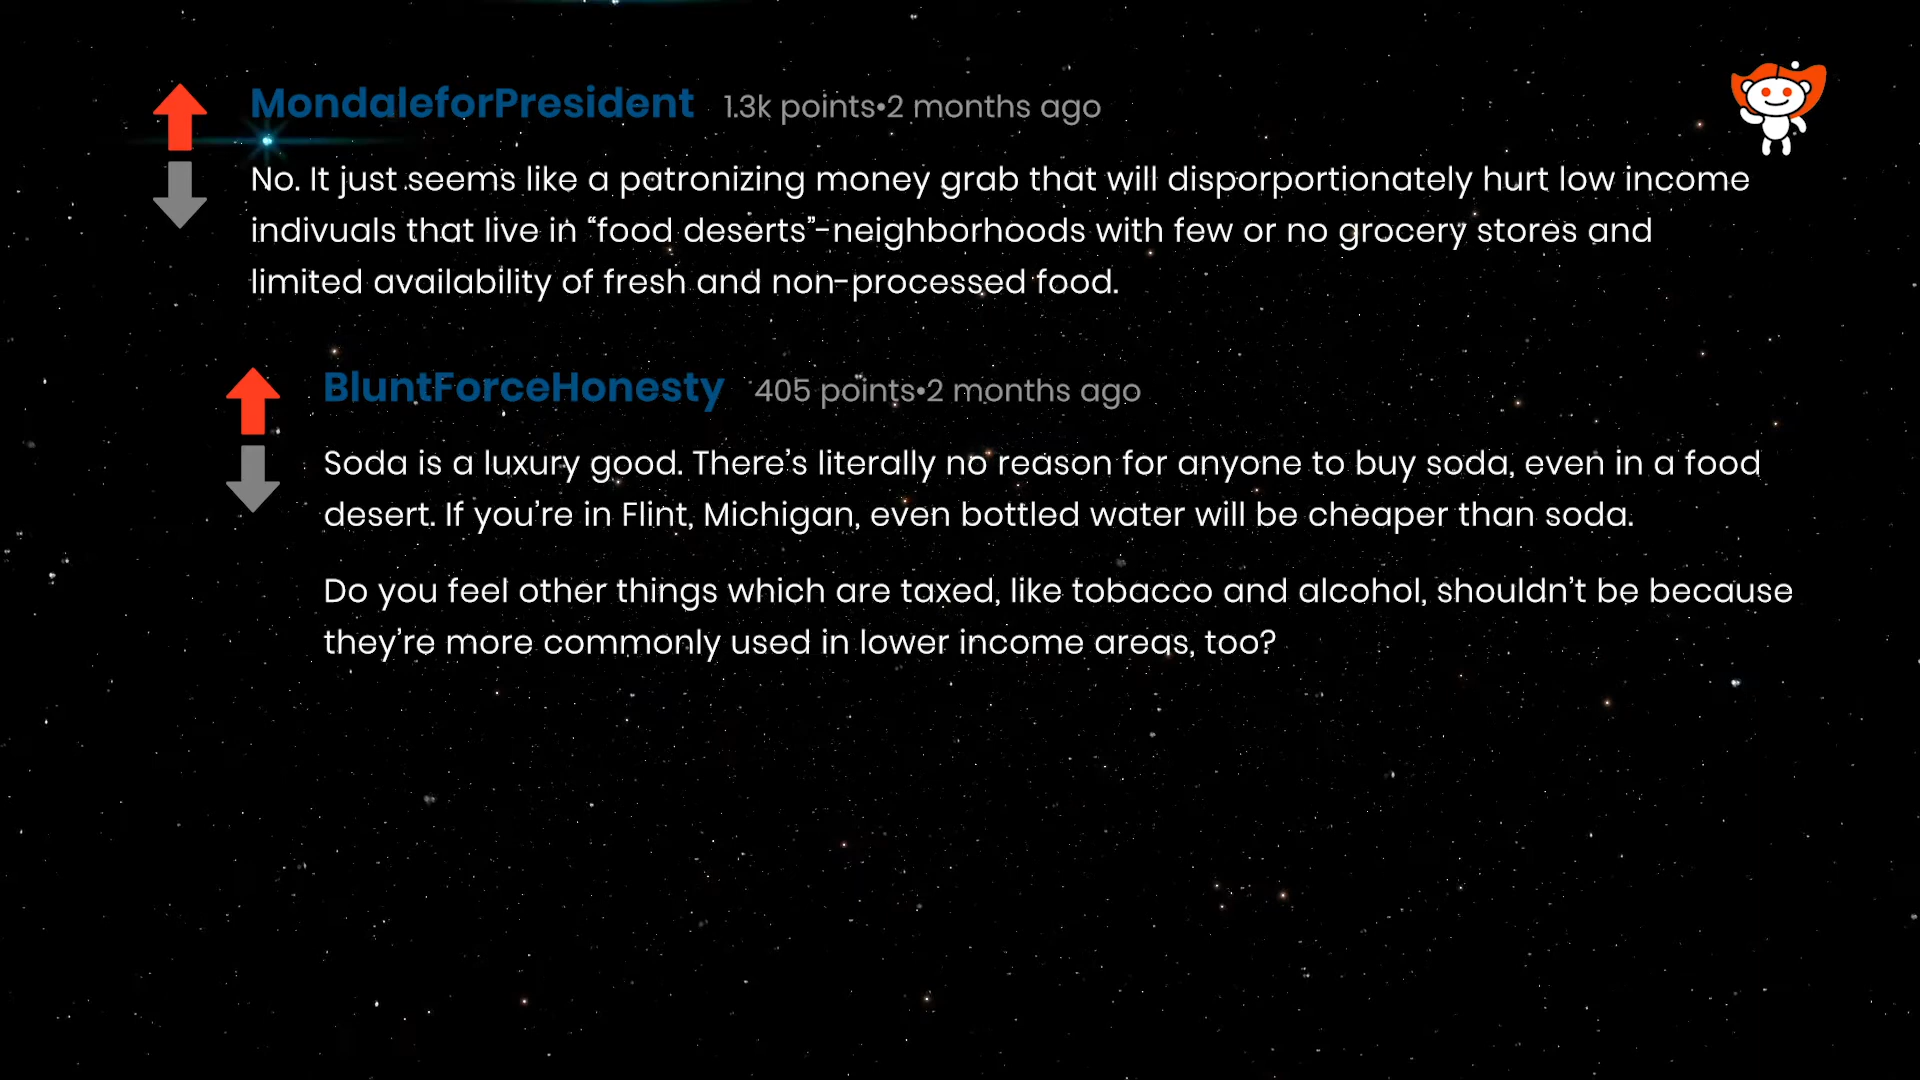 MondaleforPresident 1.3k points•2 months ago
No. It just seems like a patronizing money grab that will disporportionately hurt low income
indivuals that live in “food deserts”-neighborhoods with few or no grocery stores and
limited availability of fresh and non-processed food.
BluntForceHonesty 405 points•2 months ago
Soda is a luxury good. There’s literally no reason for anyone to buy soda, even in a food
desert. If you’re in Flint, Michigan, even bottled water will be cheaper than soda.
Do you feel other things which are taxed, like tobacco and alcohol, shouldn’t be because
they’re more commonly used in lower income areas, too?